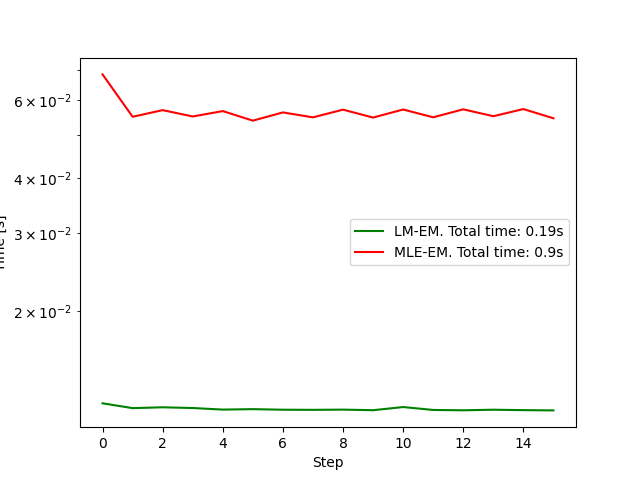 6 × 10⁻²
4 × 10⁻²
3 × 10⁻²
2 × 10⁻²
LM-EM. Total time: 0.19s
MLE-EM. Total time: 0.9s
0 2 4 6 8 10 12 14
Step